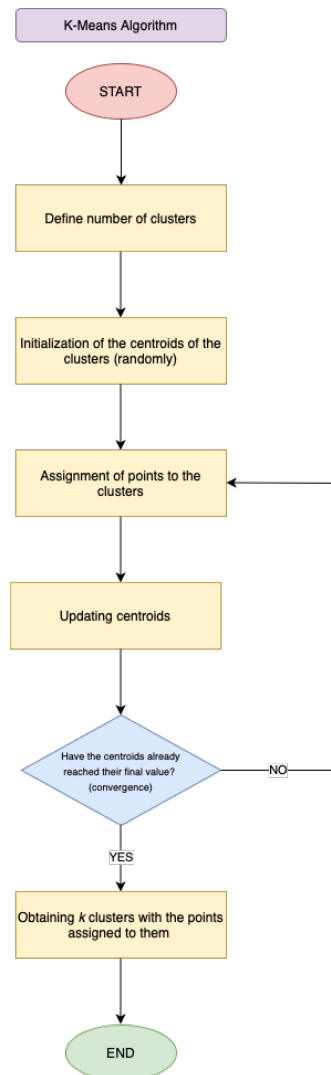 K-Means Algorithm
START
Define number of clusters
Initialization of the centroids of the
clusters (randomly)
Assignment of points to the
clusters
Updating centroids
Have the centroids already
reached their final value?
(convergence)
NO
YES
Obtaining k clusters with the points
assigned to them
END